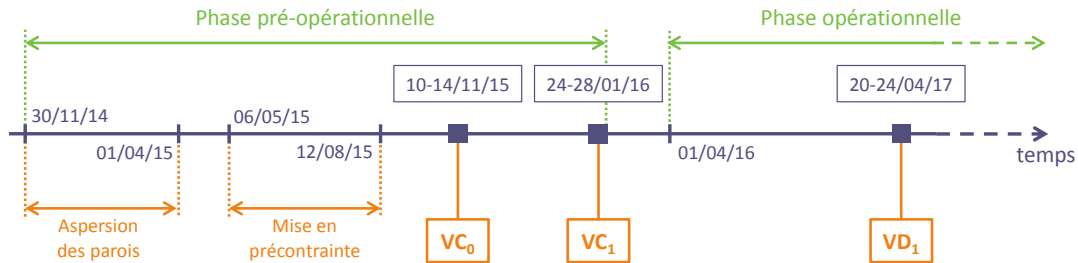 Phase pré-opérationnelle
Phase opérationnelle
10-14/11/15
24-28/01/16
20-24/04/17
30/11/14
06/05/15
01/04/15
12/08/15
01/04/16
temps
Aspersion
des parois
Mise en
précontrainte
VC₀
VC₁
VD₁